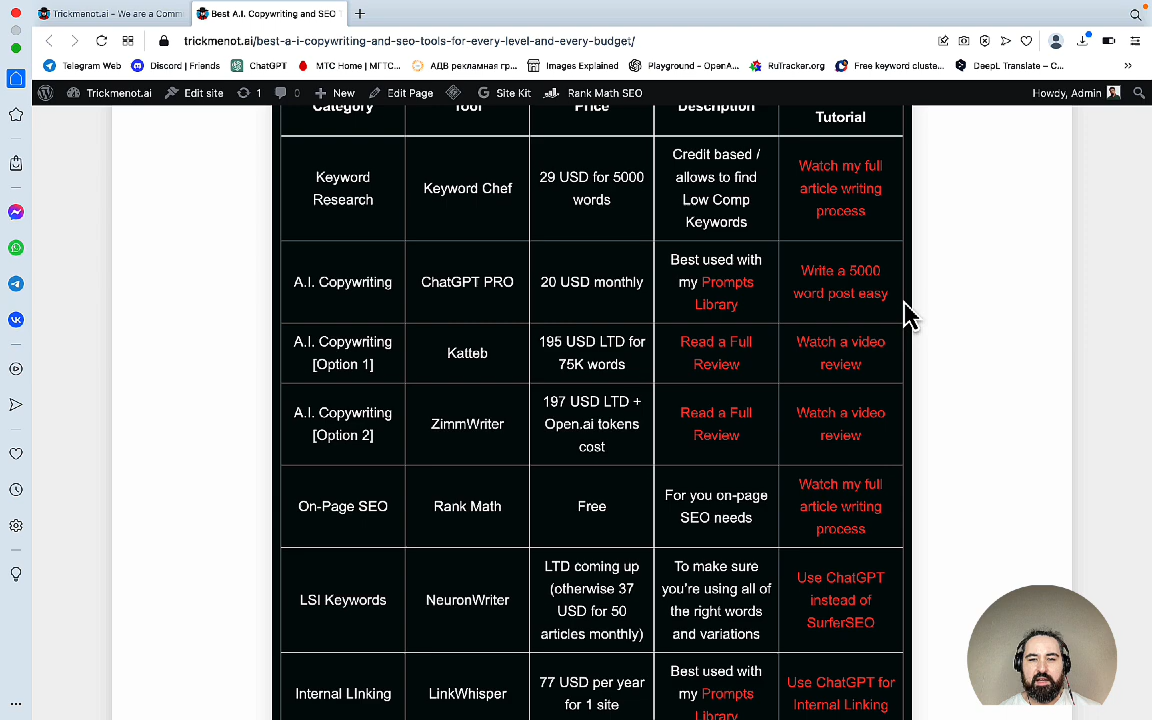 Trickmenot.ai – We are a Comm
Best A.I. Copywriting and SEO T
trickmenot.ai/best-a-i-copywriting-and-seo-tools-for-every-level-and-every-budget/
Telegram Web
Discord | Friends
ChatGPT
МТС Home | МГТС...
АДВ рекламная гр...
Images Explained
Playground – OpenA...
RuTracker.org
Free keyword cluste...
DeepL Translate – C...
Trickmenot.ai
Edit site
1
0
New
Edit Page
Site Kit
Rank Math SEO
Howdy, Admin
Category
Tool
Price
Description
Tutorial
Keyword
Research
Keyword Chef
29 USD for 5000
words
Credit based /
allows to find
Low Comp
Keywords
Watch my full
article writing
process
A.I. Copywriting
ChatGPT PRO
20 USD monthly
Best used with
my Prompts
Library
Write a 5000
word post easy
A.I. Copywriting
[Option 1]
Katteb
195 USD LTD for
75K words
Read a Full
Review
Watch a video
review
A.I. Copywriting
[Option 2]
ZimmWriter
197 USD LTD +
Open.ai tokens
cost
Read a Full
Review
Watch a video
review
On-Page SEO
Rank Math
Free
For you on-page
SEO needs
Watch my full
article writing
process
LSI Keywords
NeuronWriter
LTD coming up
(otherwise 37
USD for 50
articles monthly)
To make sure
you're using all of
the right words
and variations
Use ChatGPT
instead of
SurferSEO
Internal LInking
LinkWhisper
77 USD per year
for 1 site
Best used with
my Prompts
Library
Use ChatGPT for
Internal Linking